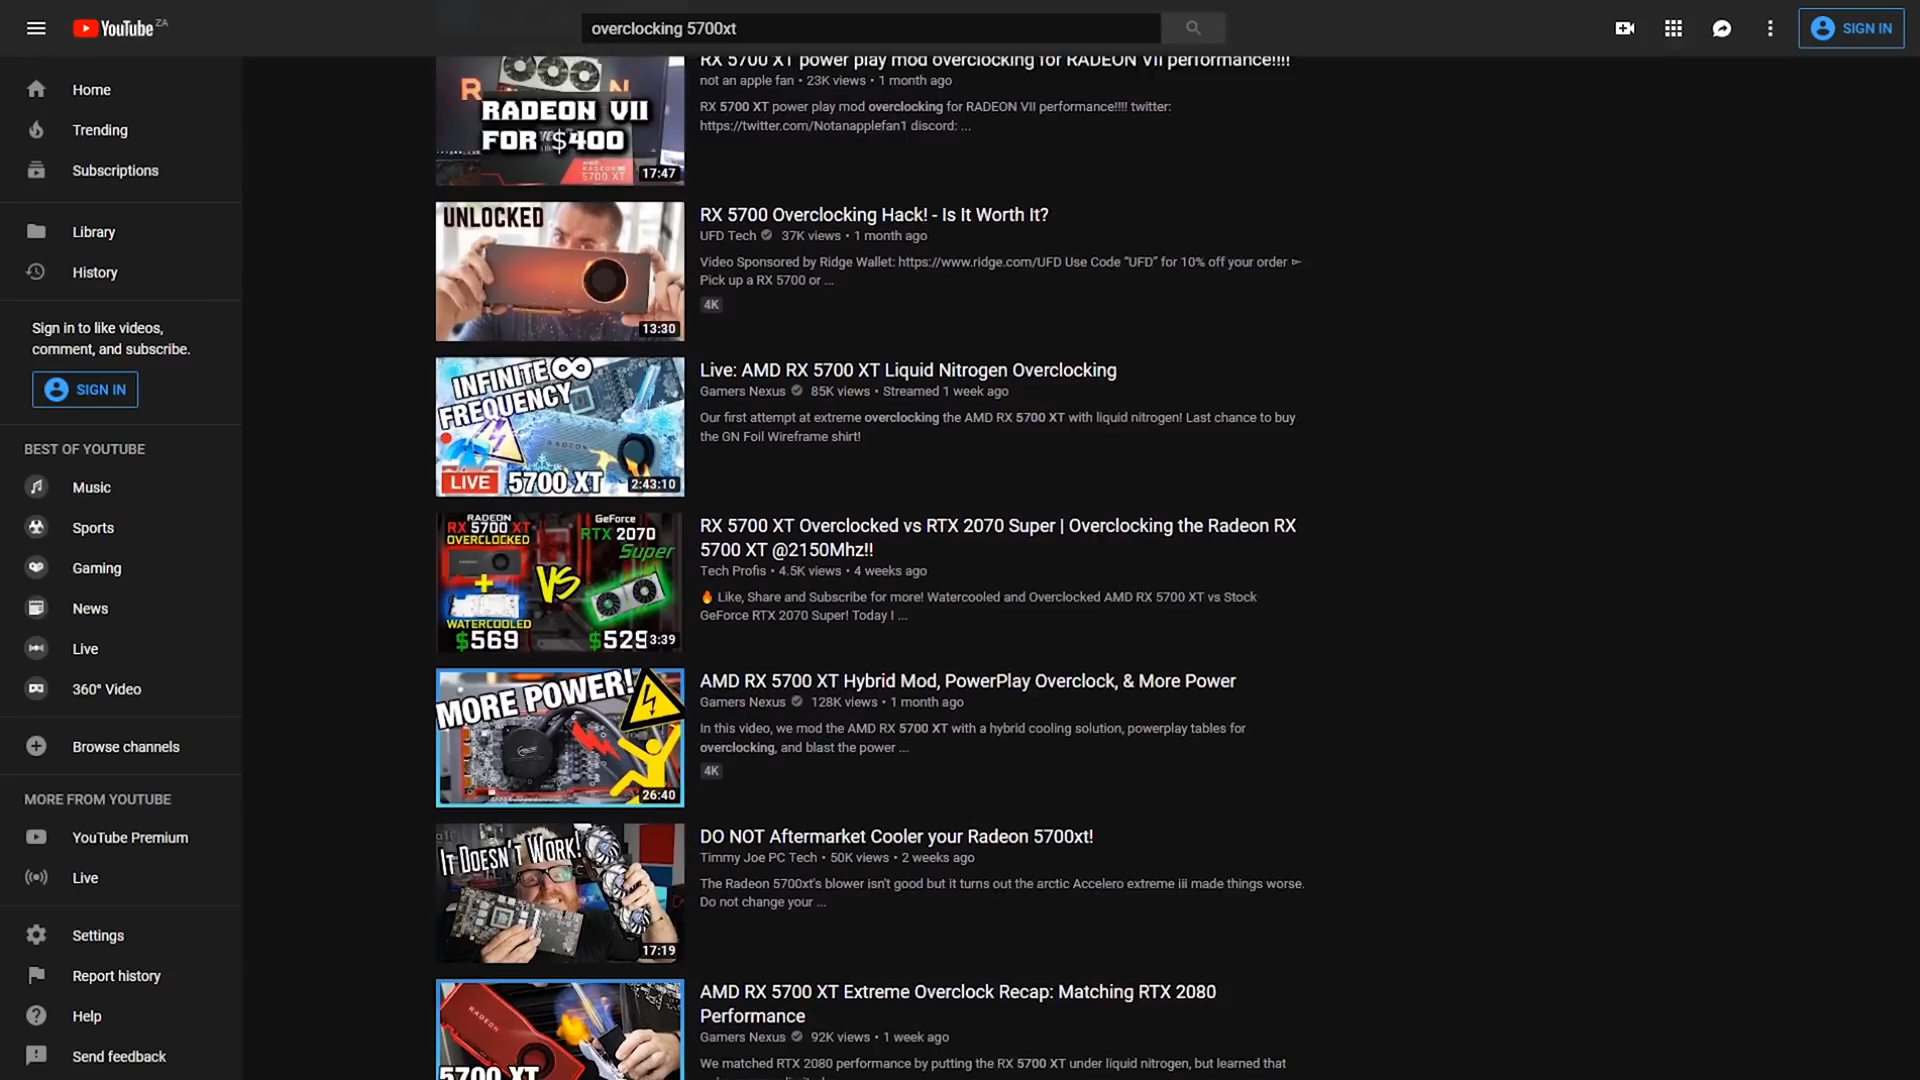 YouTube ZA
overclocking 5700xt
SIGN IN
Home
Trending
Subscriptions
Library
History
Sign in to like videos,
comment, and subscribe.
SIGN IN
BEST OF YOUTUBE
Music
Sports
Gaming
News
Live
360° Video
Browse channels
MORE FROM YOUTUBE
YouTube Premium
Live
Settings
Report history
Help
Send feedback
RADEON VII
FOR $400
17:47
RX 5700 XT power play mod overclocking for RADEON VII performance!!!!
not an apple fan • 23K views • 1 month ago
RX 5700 XT power play mod overclocking for RADEON VII performance!!!! twitter:
https://twitter.com/Notanapplefan1 discord: ...
UNLOCKED
13:30
RX 5700 Overclocking Hack! - Is It Worth It?
UFD Tech 37K views • 1 month ago
Video Sponsored by Ridge Wallet: https://www.ridge.com/UFD Use Code “UFD” for 10% off your order ►
Pick up a RX 5700 or ...
4K
INFINITE ∞
FREQUENCY
RADEON
LIVE 5700 XT
2:43:10
Live: AMD RX 5700 XT Liquid Nitrogen Overclocking
Gamers Nexus 85K views • Streamed 1 week ago
Our first attempt at extreme overclocking the AMD RX 5700 XT with liquid nitrogen! Last chance to buy
the GN Foil Wireframe shirt!
RADEON
RX 5700 XT
OVERCLOCKED
GeForce
RTX 2070
Super
VS
WATERCOOLED
$569
$529
3:39
RX 5700 XT Overclocked vs RTX 2070 Super | Overclocking the Radeon RX
5700 XT @2150Mhz!!
Tech Profis • 4.5K views • 4 weeks ago
🔥 Like, Share and Subscribe for more! Watercooled and Overclocked AMD RX 5700 XT vs Stock
GeForce RTX 2070 Super! Today I ...
MORE POWER!
26:40
AMD RX 5700 XT Hybrid Mod, PowerPlay Overclock, & More Power
Gamers Nexus 128K views • 1 month ago
In this video, we mod the AMD RX 5700 XT with a hybrid cooling solution, powerplay tables for
overclocking, and blast the power ...
4K
IT DOESN'T WORK!
17:19
DO NOT Aftermarket Cooler your Radeon 5700xt!
Timmy Joe PC Tech • 50K views • 2 weeks ago
The Radeon 5700xt's blower isn't good but it turns out the arctic Accelero extreme iii made things worse.
Do not change your ...
RADEON
5700 XT
AMD RX 5700 XT Extreme Overclock Recap: Matching RTX 2080
Performance
Gamers Nexus 92K views • 1 week ago
We matched RTX 2080 performance by putting the RX 5700 XT under liquid nitrogen, but learned that